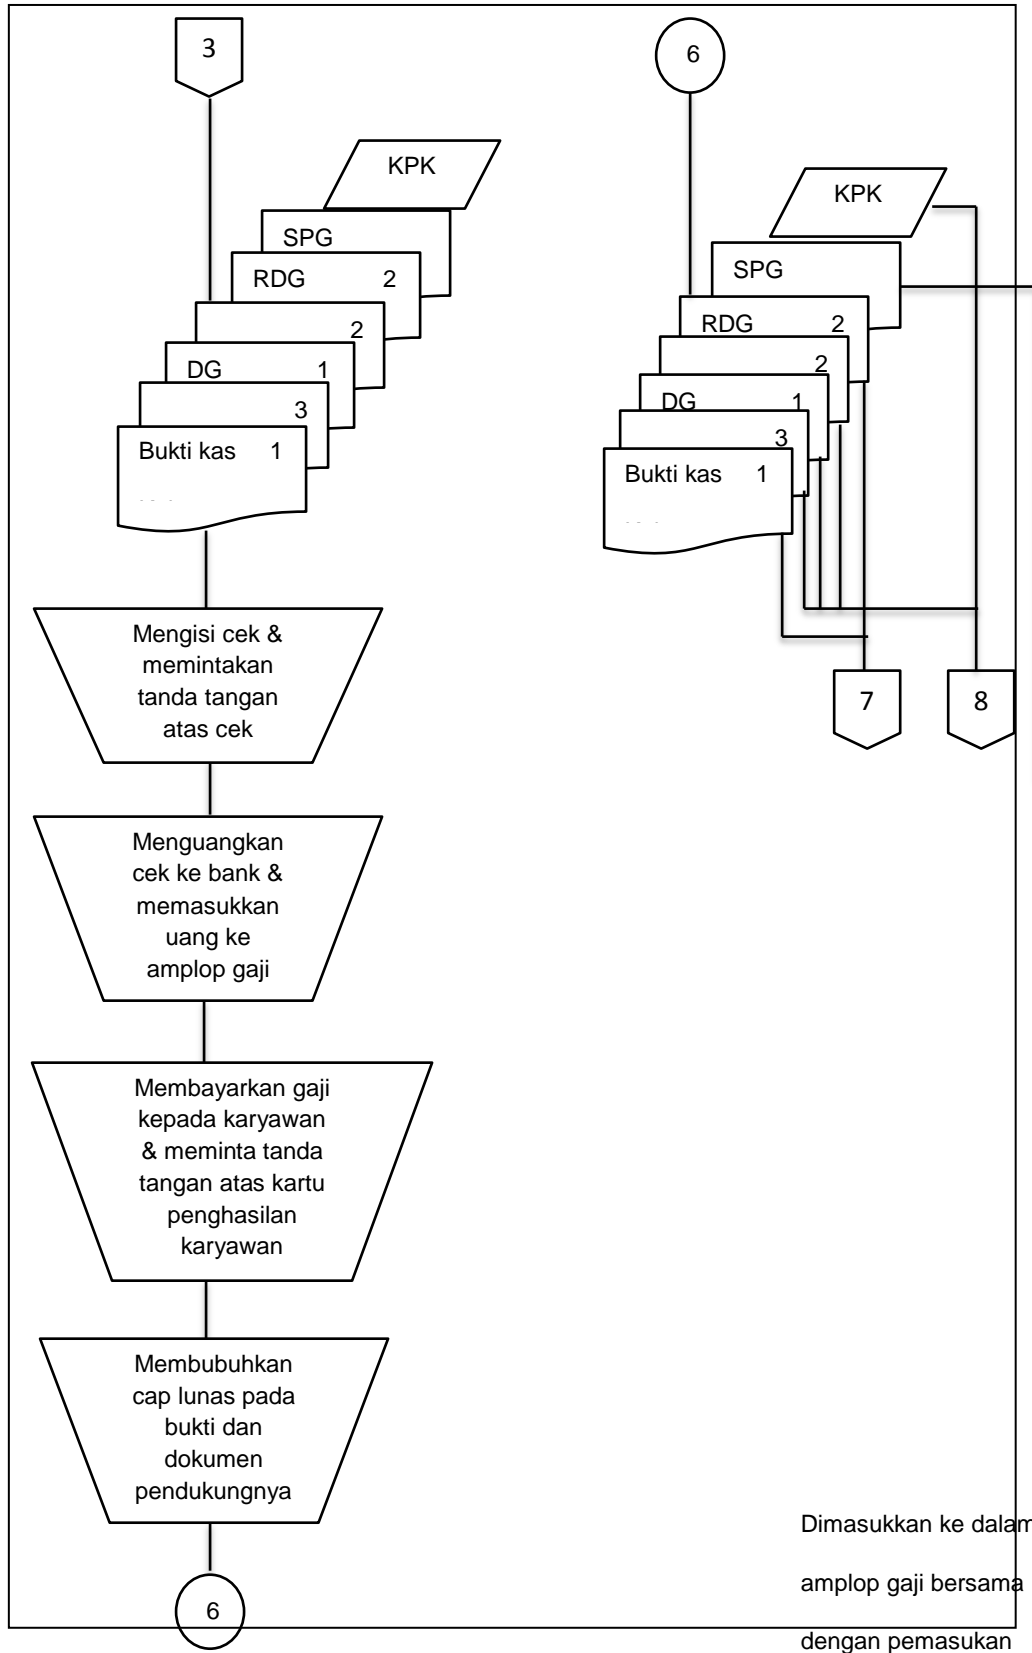 3
KPK
SPG
RDG 2
2
DG 1
3
Bukti kas 1
Mengisi cek &
memintakan
tanda tangan
atas cek
Menguangkan
cek ke bank &
memasukkan
uang ke
amplop gaji
Membayarkan gaji
kepada karyawan
& meminta tanda
tangan atas kartu
penghasilan
karyawan
Membubuhkan
cap lunas pada
bukti dan
dokumen
pendukungnya
6
6
KPK
SPG
RDG 2
2
DG 1
3
Bukti kas 1
7
8
Dimasukkan ke dalam
amplop gaji bersama
dengan pemasukan